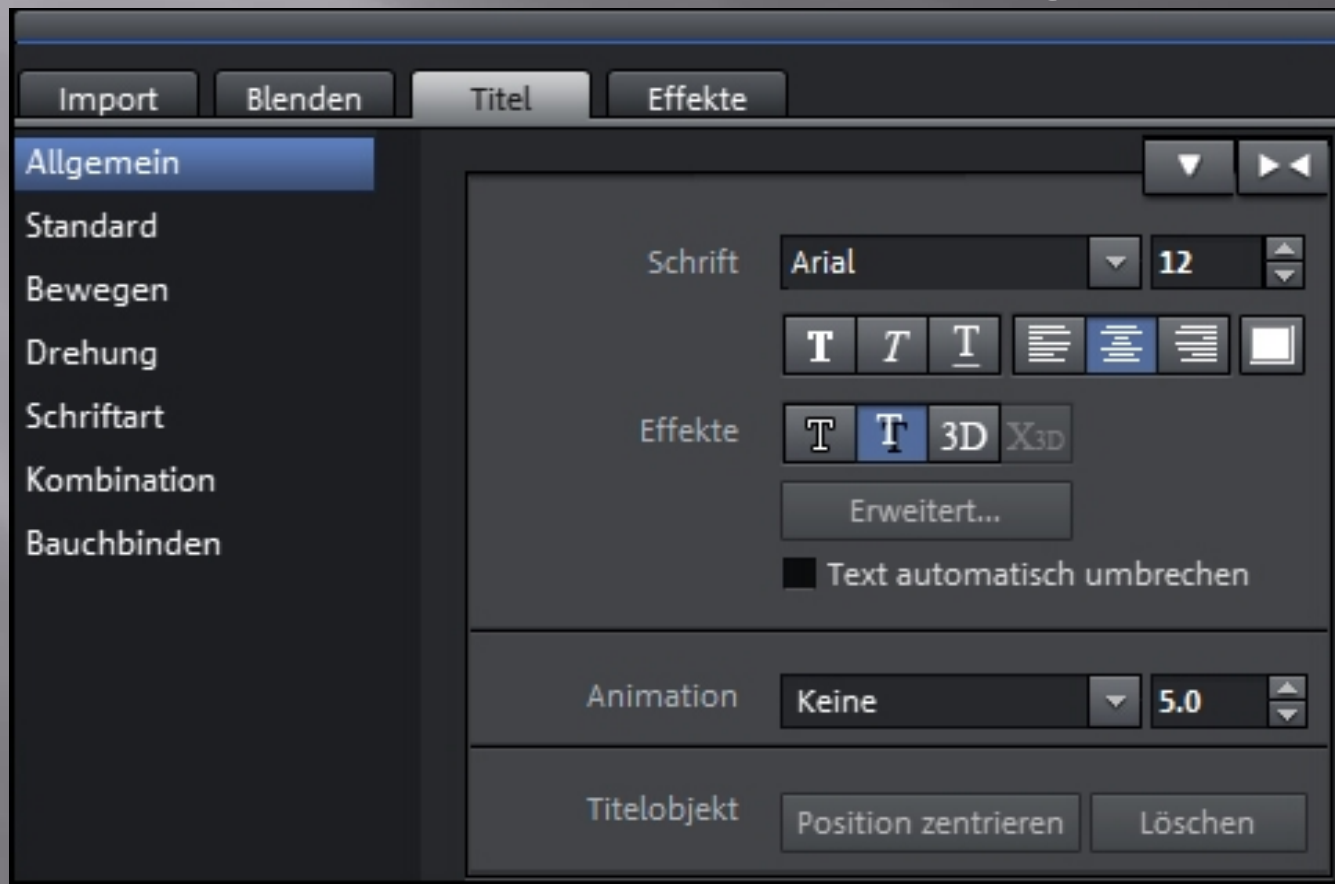 Import Blenden Titel Effekte
Allgemein
Standard
Bewegen
Drehung
Schriftart
Kombination
Bauchbinden
Schrift Arial 12
T T T
Effekte T T 3D X3D
Erweitert...
Text automatisch umbrechen
Animation Keine 5.0
Titelobjekt Position zentrieren Löschen